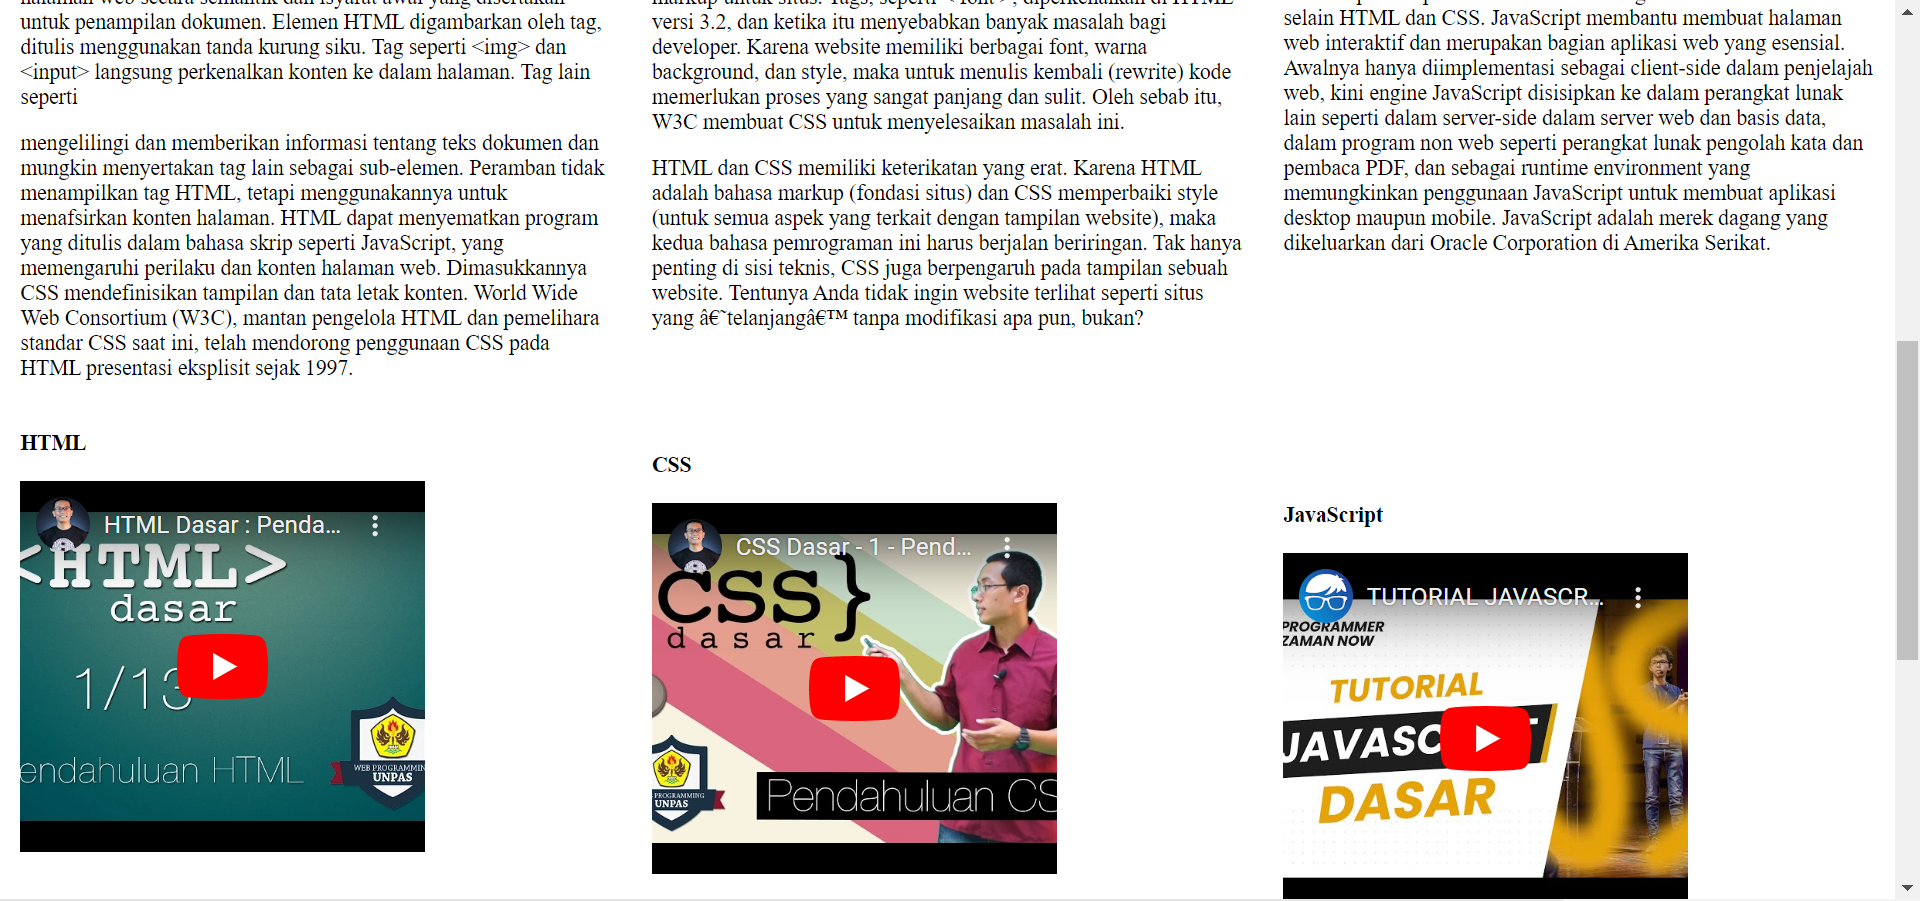 untuk penampilan dokumen. Elemen HTML digambarkan oleh tag,
ditulis menggunakan tanda kurung siku. Tag seperti <img> dan
<input> langsung perkenalkan konten ke dalam halaman. Tag lain
seperti
mengelilingi dan memberikan informasi tentang teks dokumen dan
mungkin menyertakan tag lain sebagai sub-elemen. Peramban tidak
menampilkan tag HTML, tetapi menggunakannya untuk
menafsirkan konten halaman. HTML dapat menyematkan program
yang ditulis dalam bahasa skrip seperti JavaScript, yang
memengaruhi perilaku dan konten halaman web. Dimasukkannya
CSS mendefinisikan tampilan dan tata letak konten. World Wide
Web Consortium (W3C), mantan pengelola HTML dan pemelihara
standar CSS saat ini, telah mendorong penggunaan CSS pada
HTML presentasi eksplisit sejak 1997.
HTML
HTML Dasar : Penda...
<HTML>
dasar
1/13
endahuluan HTML
WEB PROGRAMMIN
UNPAS
versi 3.2, dan ketika itu menyebabkan banyak masalah bagi
developer. Karena website memiliki berbagai font, warna
background, dan style, maka untuk menulis kembali (rewrite) kode
memerlukan proses yang sangat panjang dan sulit. Oleh sebab itu,
W3C membuat CSS untuk menyelesaikan masalah ini.
HTML dan CSS memiliki keterikatan yang erat. Karena HTML
adalah bahasa markup (fondasi situs) dan CSS memperbaiki style
(untuk semua aspek yang terkait dengan tampilan website), maka
kedua bahasa pemrograman ini harus berjalan beriringan. Tak hanya
penting di sisi teknis, CSS juga berpengaruh pada tampilan sebuah
website. Tentunya Anda tidak ingin website terlihat seperti situs
yang â€˜telanjangâ€™ tanpa modifikasi apa pun, bukan?
CSS
CSS Dasar - 1 - Pend...
CSS }
dasar
PROGRAMMING
UNPAS
Pendahuluan CS
selain HTML dan CSS. JavaScript membantu membuat halaman
web interaktif dan merupakan bagian aplikasi web yang esensial.
Awalnya hanya diimplementasi sebagai client-side dalam penjelajah
web, kini engine JavaScript disisipkan ke dalam perangkat lunak
lain seperti dalam server-side dalam server web dan basis data,
dalam program non web seperti perangkat lunak pengolah kata dan
pembaca PDF, dan sebagai runtime environment yang
memungkinkan penggunaan JavaScript untuk membuat aplikasi
desktop maupun mobile. JavaScript adalah merek dagang yang
dikeluarkan dari Oracle Corporation di Amerika Serikat.
JavaScript
TUTORIAL JAVASCR...
PROGRAMMER
ZAMAN NOW
TUTORIAL
JAVASC
DASAR